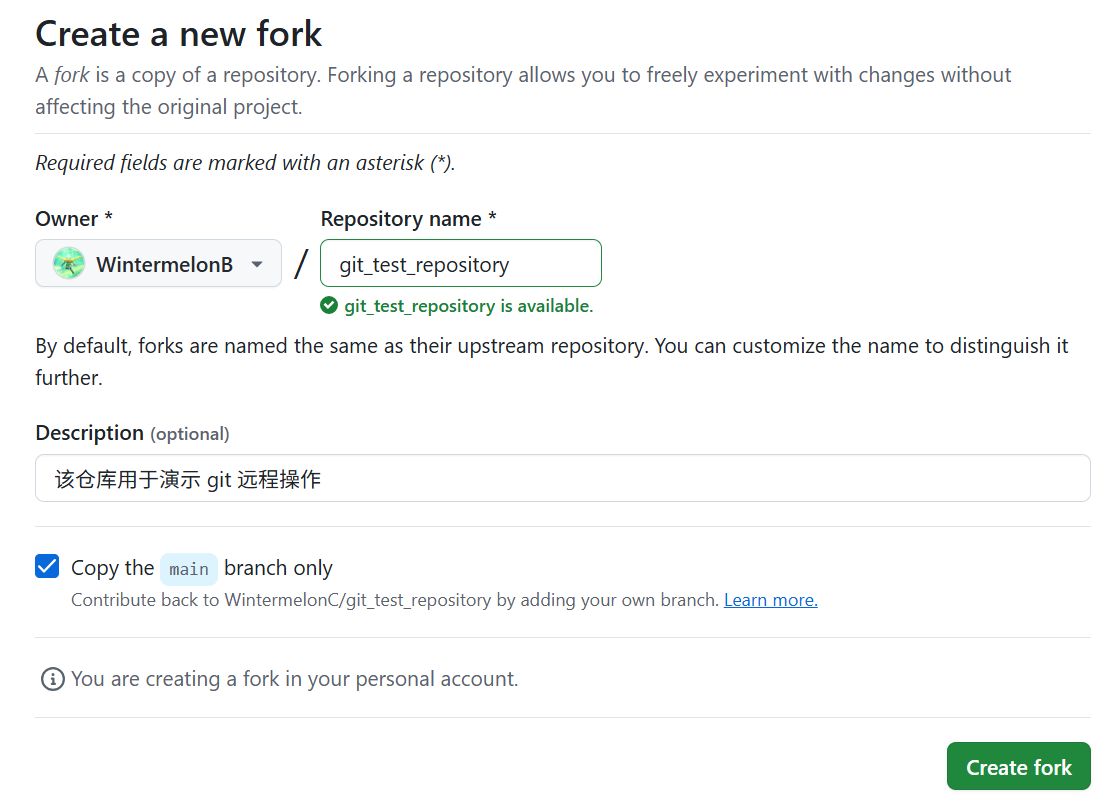 Create a new fork
A fork is a copy of a repository. Forking a repository allows you to freely experiment with changes without
affecting the original project.
Required fields are marked with an asterisk (*).
Owner * Repository name *
WintermelonB / git_test_repository
git_test_repository is available.
By default, forks are named the same as their upstream repository. You can customize the name to distinguish it
further.
Description (optional)
该仓库用于演示 git 远程操作
Copy the main branch only
Contribute back to WintermelonC/git_test_repository by adding your own branch. Learn more.
You are creating a fork in your personal account.
Create fork